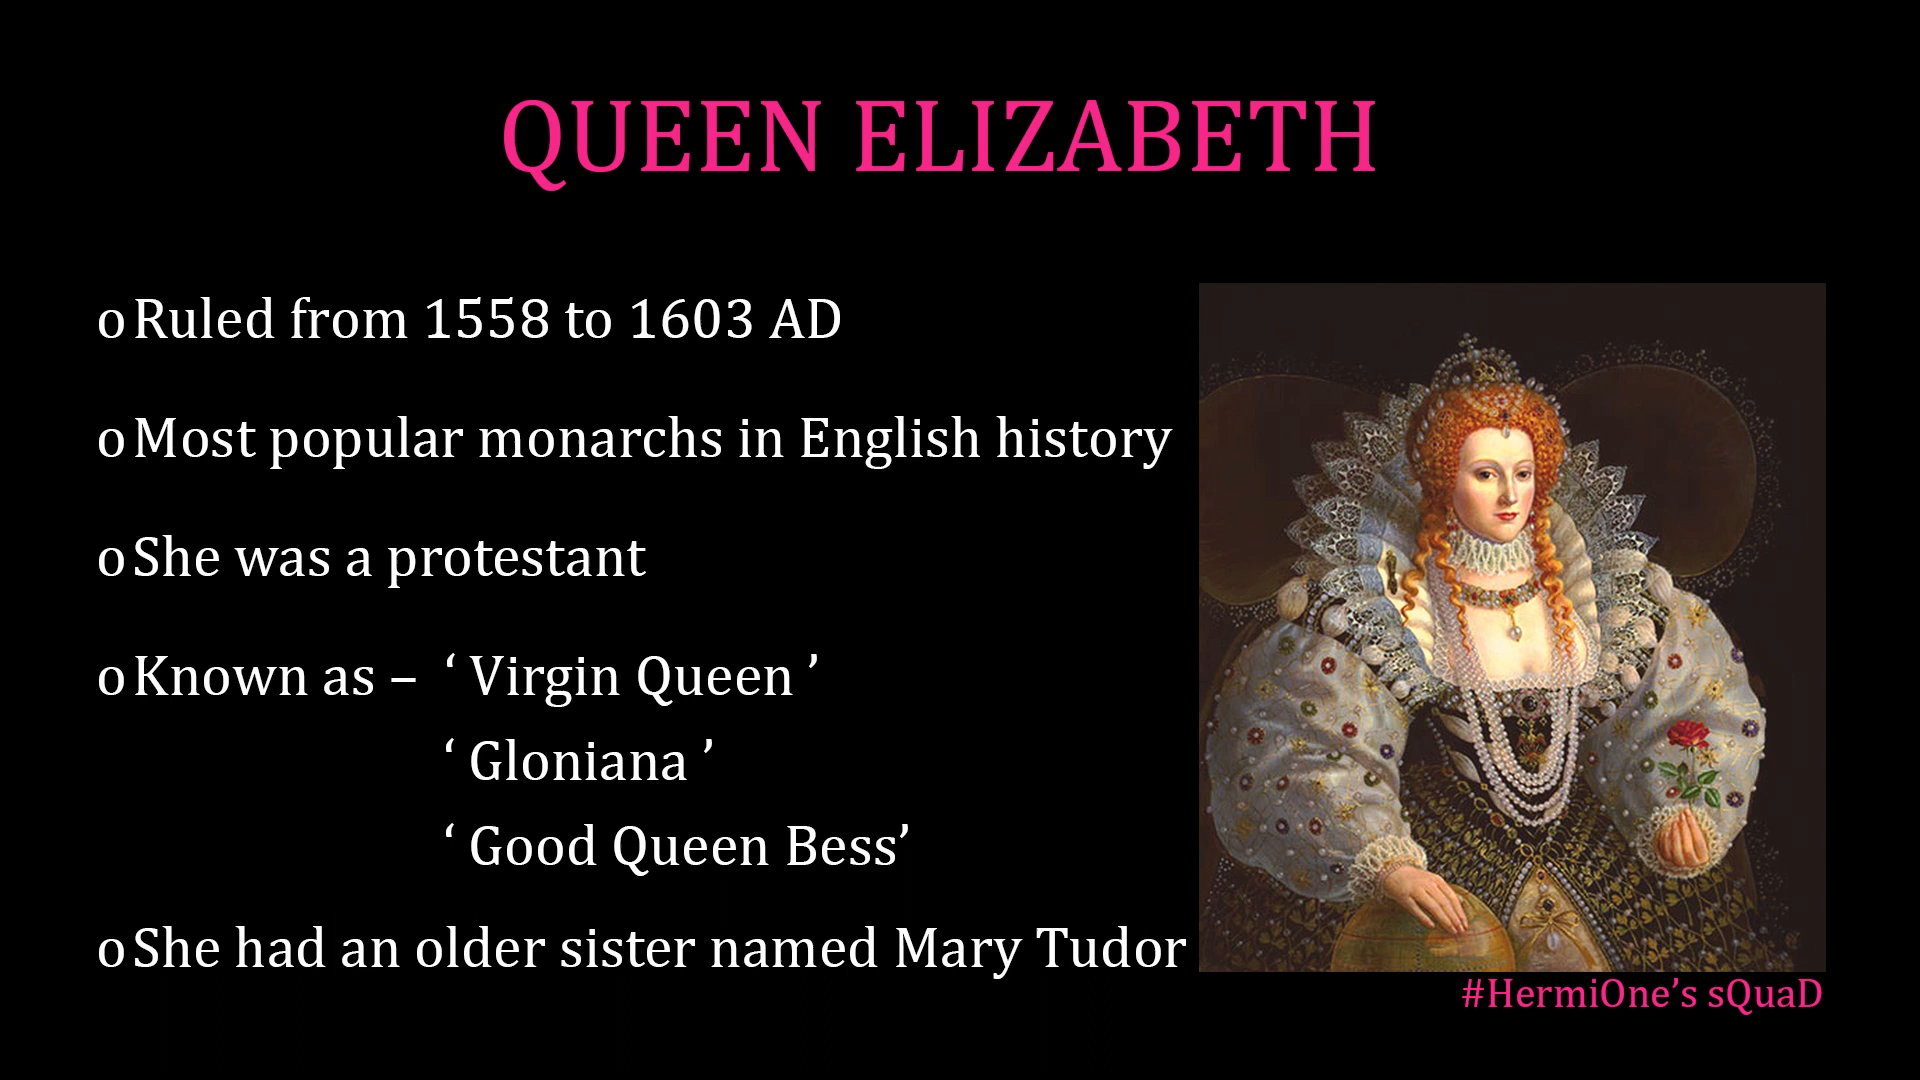 QUEEN ELIZABETH
o Ruled from 1558 to 1603 AD
o Most popular monarchs in English history
o She was a protestant
o Known as – ‘ Virgin Queen ’
‘ Gloniana ’
‘ Good Queen Bess’
o She had an older sister named Mary Tudor
#HermiOne’s sQuaD